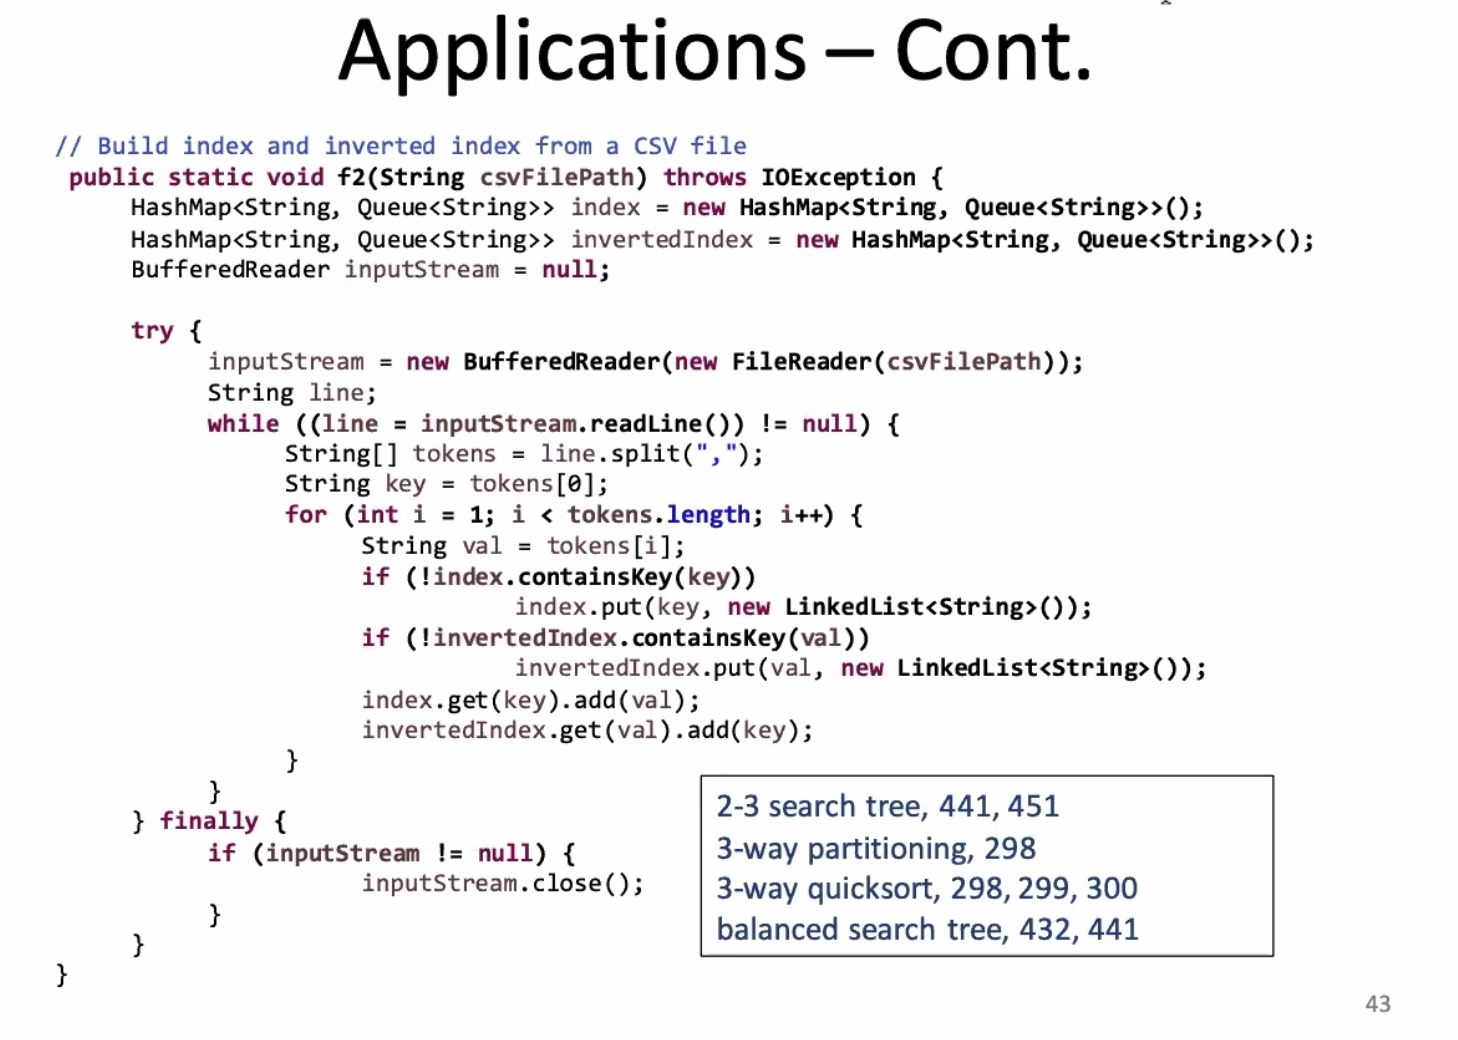 Applications – Cont.
// Build index and inverted index from a CSV file
public static void f2(String csvFilePath) throws IOException {
HashMap<String, Queue<String>> index = new HashMap<String, Queue<String>>();
HashMap<String, Queue<String>> invertedIndex = new HashMap<String, Queue<String>>();
BufferedReader inputStream = null;
try {
inputStream = new BufferedReader(new FileReader(csvFilePath));
String line;
while ((line = inputStream.readLine()) != null) {
String[] tokens = line.split(",");
String key = tokens[0];
for (int i = 1; i < tokens.length; i++) {
String val = tokens[i];
if (!index.containsKey(key))
index.put(key, new LinkedList<String>());
if (!invertedIndex.containsKey(val))
invertedIndex.put(val, new LinkedList<String>());
index.get(key).add(val);
invertedIndex.get(val).add(key);
}
}
} finally {
if (inputStream != null) {
inputStream.close();
}
}
}
2-3 search tree, 441, 451
3-way partitioning, 298
3-way quicksort, 298, 299, 300
balanced search tree, 432, 441
43